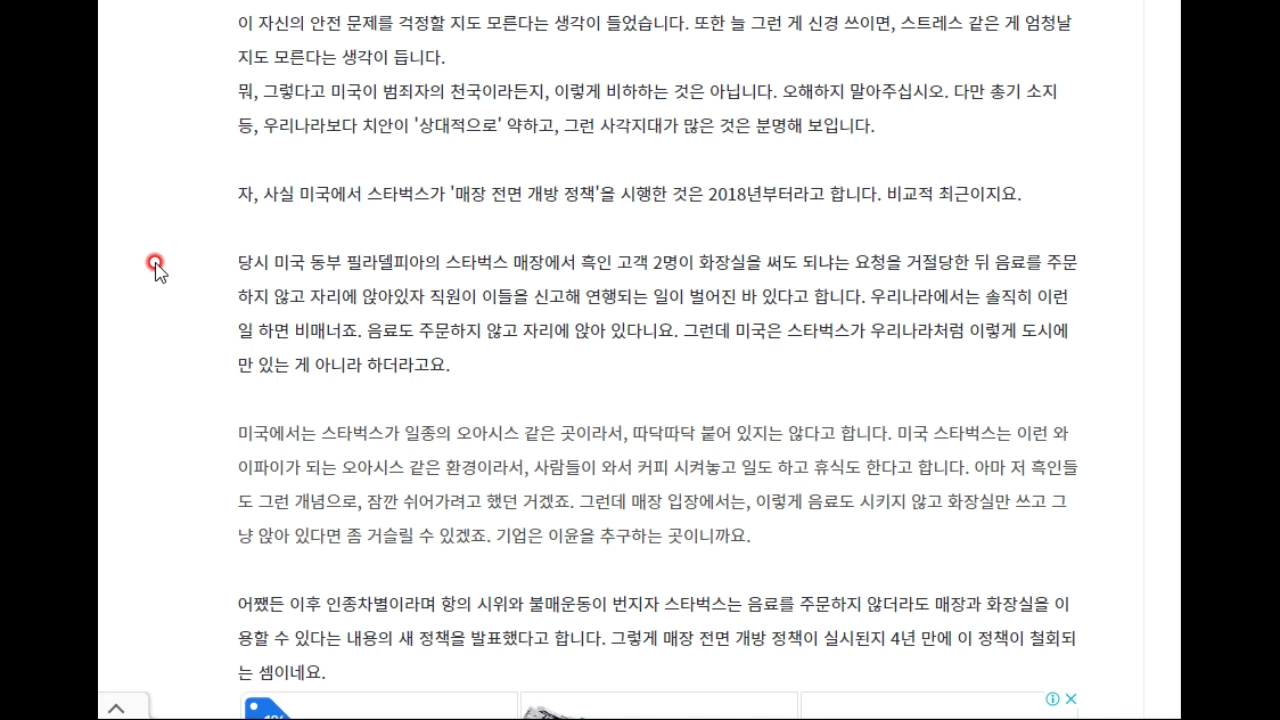 이 자신의 안전 문제를 걱정할 지도 모른다는 생각이 들었습니다. 또한 늘 그런 게 신경 쓰이면, 스트레스 같은 게 엄청날
지도 모른다는 생각이 듭니다.
뭐, 그렇다고 미국이 범죄자의 천국이라든지, 이렇게 비하하는 것은 아닙니다. 오해하지 말아주십시오. 다만 총기 소지
등, 우리나라보다 치안이 '상대적으로' 약하고, 그런 사각지대가 많은 것은 분명해 보입니다.
자, 사실 미국에서 스타벅스가 '매장 전면 개방 정책'을 시행한 것은 2018년부터라고 합니다. 비교적 최근이지요.
당시 미국 동부 필라델피아의 스타벅스 매장에서 흑인 고객 2명이 화장실을 써도 되냐는 요청을 거절당한 뒤 음료를 주문
하지 않고 자리에 앉아있자 직원이 이들을 신고해 연행되는 일이 벌어진 바 있다고 합니다. 우리나라에서는 솔직히 이런
일 하면 비매너죠. 음료도 주문하지 않고 자리에 앉아 있다니요. 그런데 미국은 스타벅스가 우리나라처럼 이렇게 도시에
만 있는 게 아니라 하더라고요.
미국에서는 스타벅스가 일종의 오아시스 같은 곳이라서, 따닥따닥 붙어 있지는 않다고 합니다. 미국 스타벅스는 이런 와
이파이가 되는 오아시스 같은 환경이라서, 사람들이 와서 커피 시켜놓고 일도 하고 휴식도 한다고 합니다. 아마 저 흑인들
도 그런 개념으로, 잠깐 쉬어가려고 했던 거겠죠. 그런데 매장 입장에서는, 이렇게 음료도 시키지 않고 화장실만 쓰고 그
냥 앉아 있다면 좀 거슬릴 수 있겠죠. 기업은 이윤을 추구하는 곳이니까요.
어쨌든 이후 인종차별이라며 항의 시위와 불매운동이 번지자 스타벅스는 음료를 주문하지 않더라도 매장과 화장실을 이
용할 수 있다는 내용의 새 정책을 발표했다고 합니다. 그렇게 매장 전면 개방 정책이 실시된지 4년 만에 이 정책이 철회되
는 셈이네요.